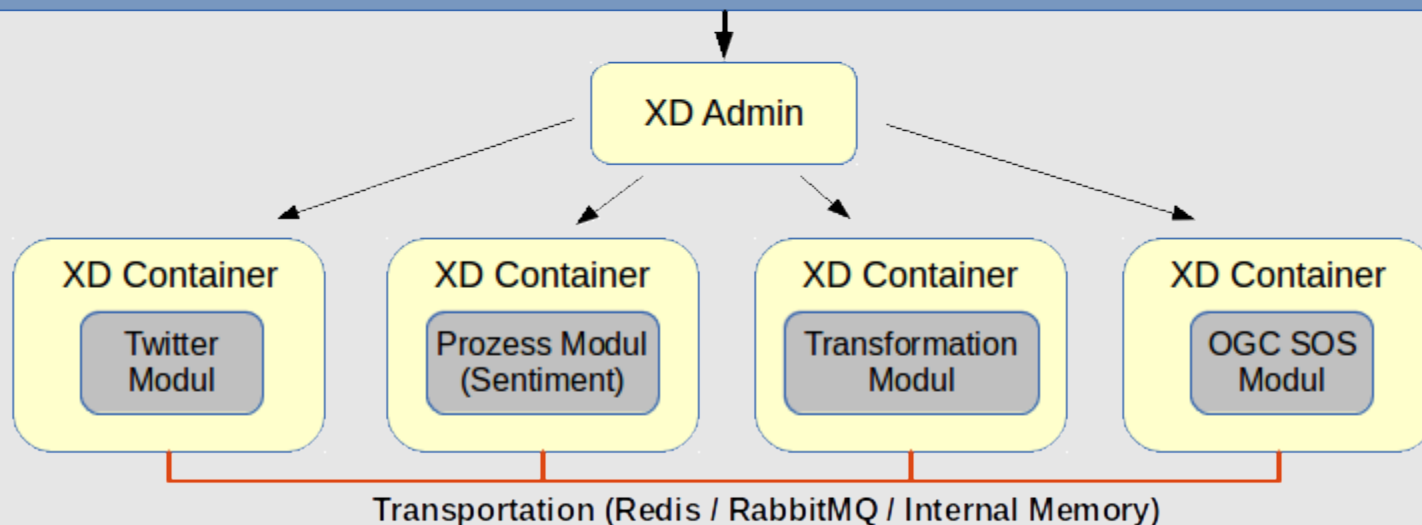 XD Admin
XD Container
Twitter
Modul
XD Container
Prozess Modul
(Sentiment)
XD Container
Transformation
Modul
XD Container
OGC SOS
Modul
Transportation (Redis / RabbitMQ / Internal Memory)